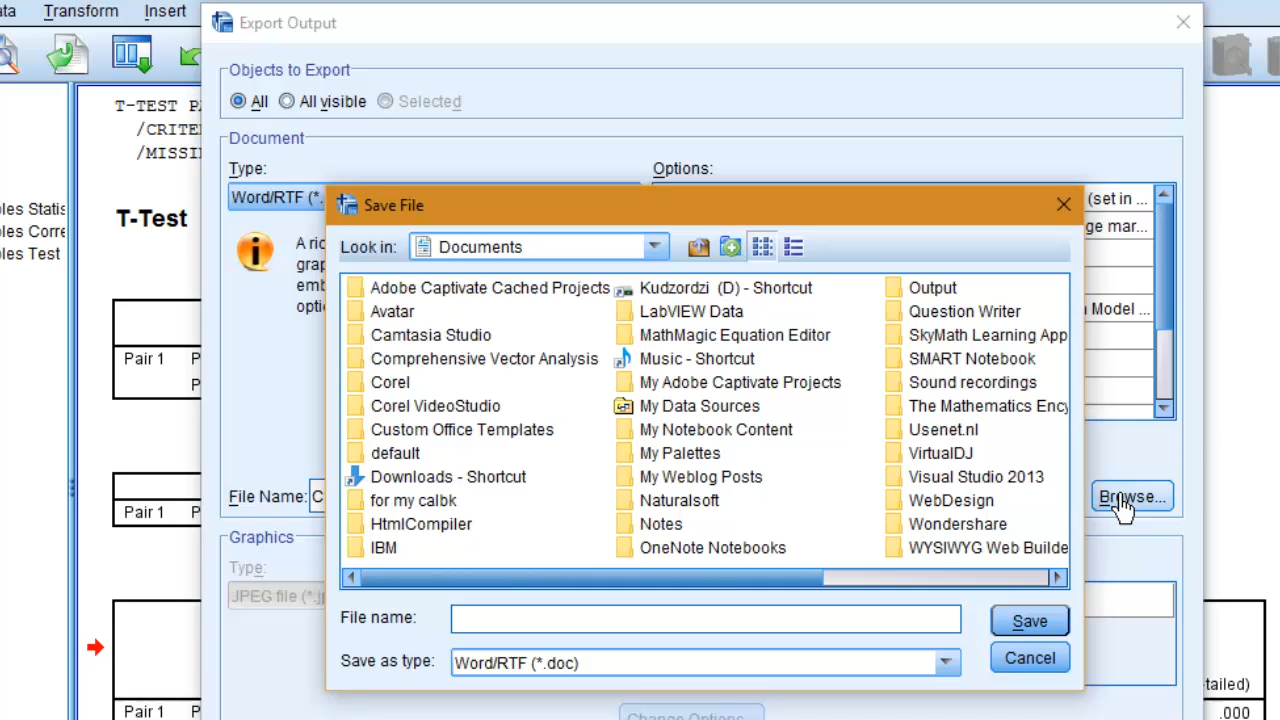 ata Transform Insert
Export Output
Objects to Export
All All visible Selected
Document
Type: Options:
Word/RTF (*.
(set in ...
ge mar...
Model ...
A ric
gra
emb
opti
T-TEST PA
/CRITE
/MISSI
les Statis
les Corre
les Test
T-Test
Pair 1 P
P
Pair 1 P
Pair 1 P
Save File
Look in: Documents
Adobe Captivate Cached Projects
Avatar
Camtasia Studio
Comprehensive Vector Analysis
Corel
Corel VideoStudio
Custom Office Templates
default
Downloads - Shortcut
for my calbk
HtmlCompiler
IBM
Kudzordzi (D) - Shortcut
LabVIEW Data
MathMagic Equation Editor
Music - Shortcut
My Adobe Captivate Projects
My Data Sources
My Notebook Content
My Palettes
My Weblog Posts
Naturalsoft
Notes
OneNote Notebooks
Output
Question Writer
SkyMath Learning App
SMART Notebook
Sound recordings
The Mathematics Ency
Usenet.nl
VirtualDJ
Visual Studio 2013
WebDesign
Wondershare
WYSIWYG Web Builde
File name:
Save
Save as type: Word/RTF (*.doc)
Cancel
File Name: C
Browse...
Graphics
Type:
JPEG file (*.j
Change Options...
tailed)
.000